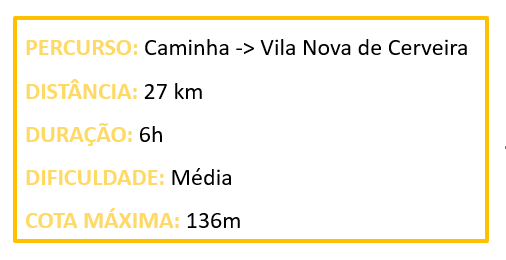 PERCURSO: Caminha -> Vila Nova de Cerveira
DISTÂNCIA: 27 km
DURAÇÃO: 6h
DIFICULDADE: Média
COTA MÁXIMA: 136m